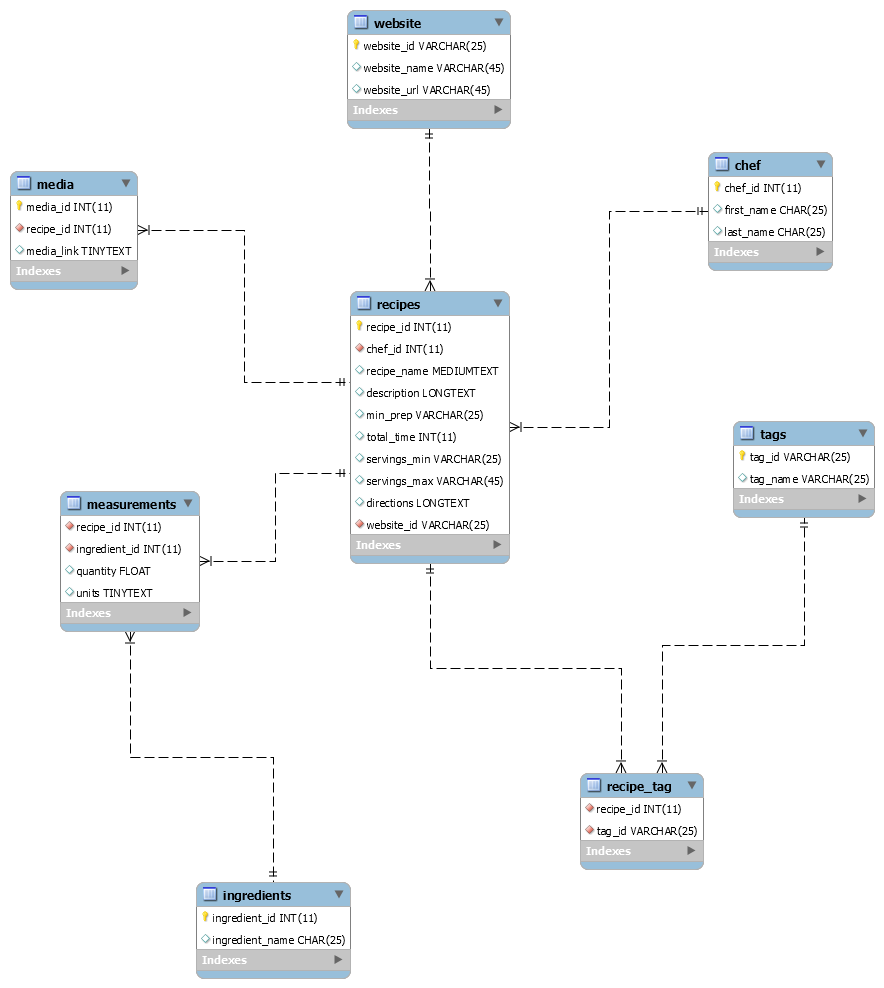 website
website_id VARCHAR(25)
website_name VARCHAR(45)
website_url VARCHAR(45)
Indexes
chef
chef_id INT(11)
first_name CHAR(25)
last_name CHAR(25)
Indexes
media
media_id INT(11)
recipe_id INT(11)
media_link TINYTEXT
Indexes
recipes
recipe_id INT(11)
chef_id INT(11)
recipe_name MEDIUMTEXT
description LONGTEXT
min_prep VARCHAR(25)
total_time INT(11)
servings_min VARCHAR(25)
servings_max VARCHAR(45)
directions LONGTEXT
website_id VARCHAR(25)
Indexes
tags
tag_id VARCHAR(25)
tag_name VARCHAR(25)
Indexes
measurements
recipe_id INT(11)
ingredient_id INT(11)
quantity FLOAT
units TINYTEXT
Indexes
recipe_tag
recipe_id INT(11)
tag_id VARCHAR(25)
Indexes
ingredients
ingredient_id INT(11)
ingredient_name CHAR(25)
Indexes